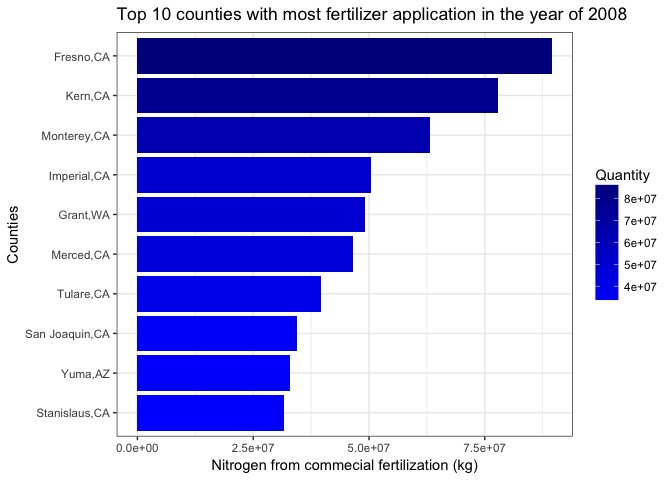 Top 10 counties with most fertilizer application in the year of 2008
Counties
Fresno,CA
Kern,CA
Monterey,CA
Imperial,CA
Grant,WA
Merced,CA
Tulare,CA
San Joaquin,CA
Yuma,AZ
Stanislaus,CA
0.0e+00 2.5e+07 5.0e+07 7.5e+07
Nitrogen from commecial fertilization (kg)
Quantity
8e+07
7e+07
6e+07
5e+07
4e+07